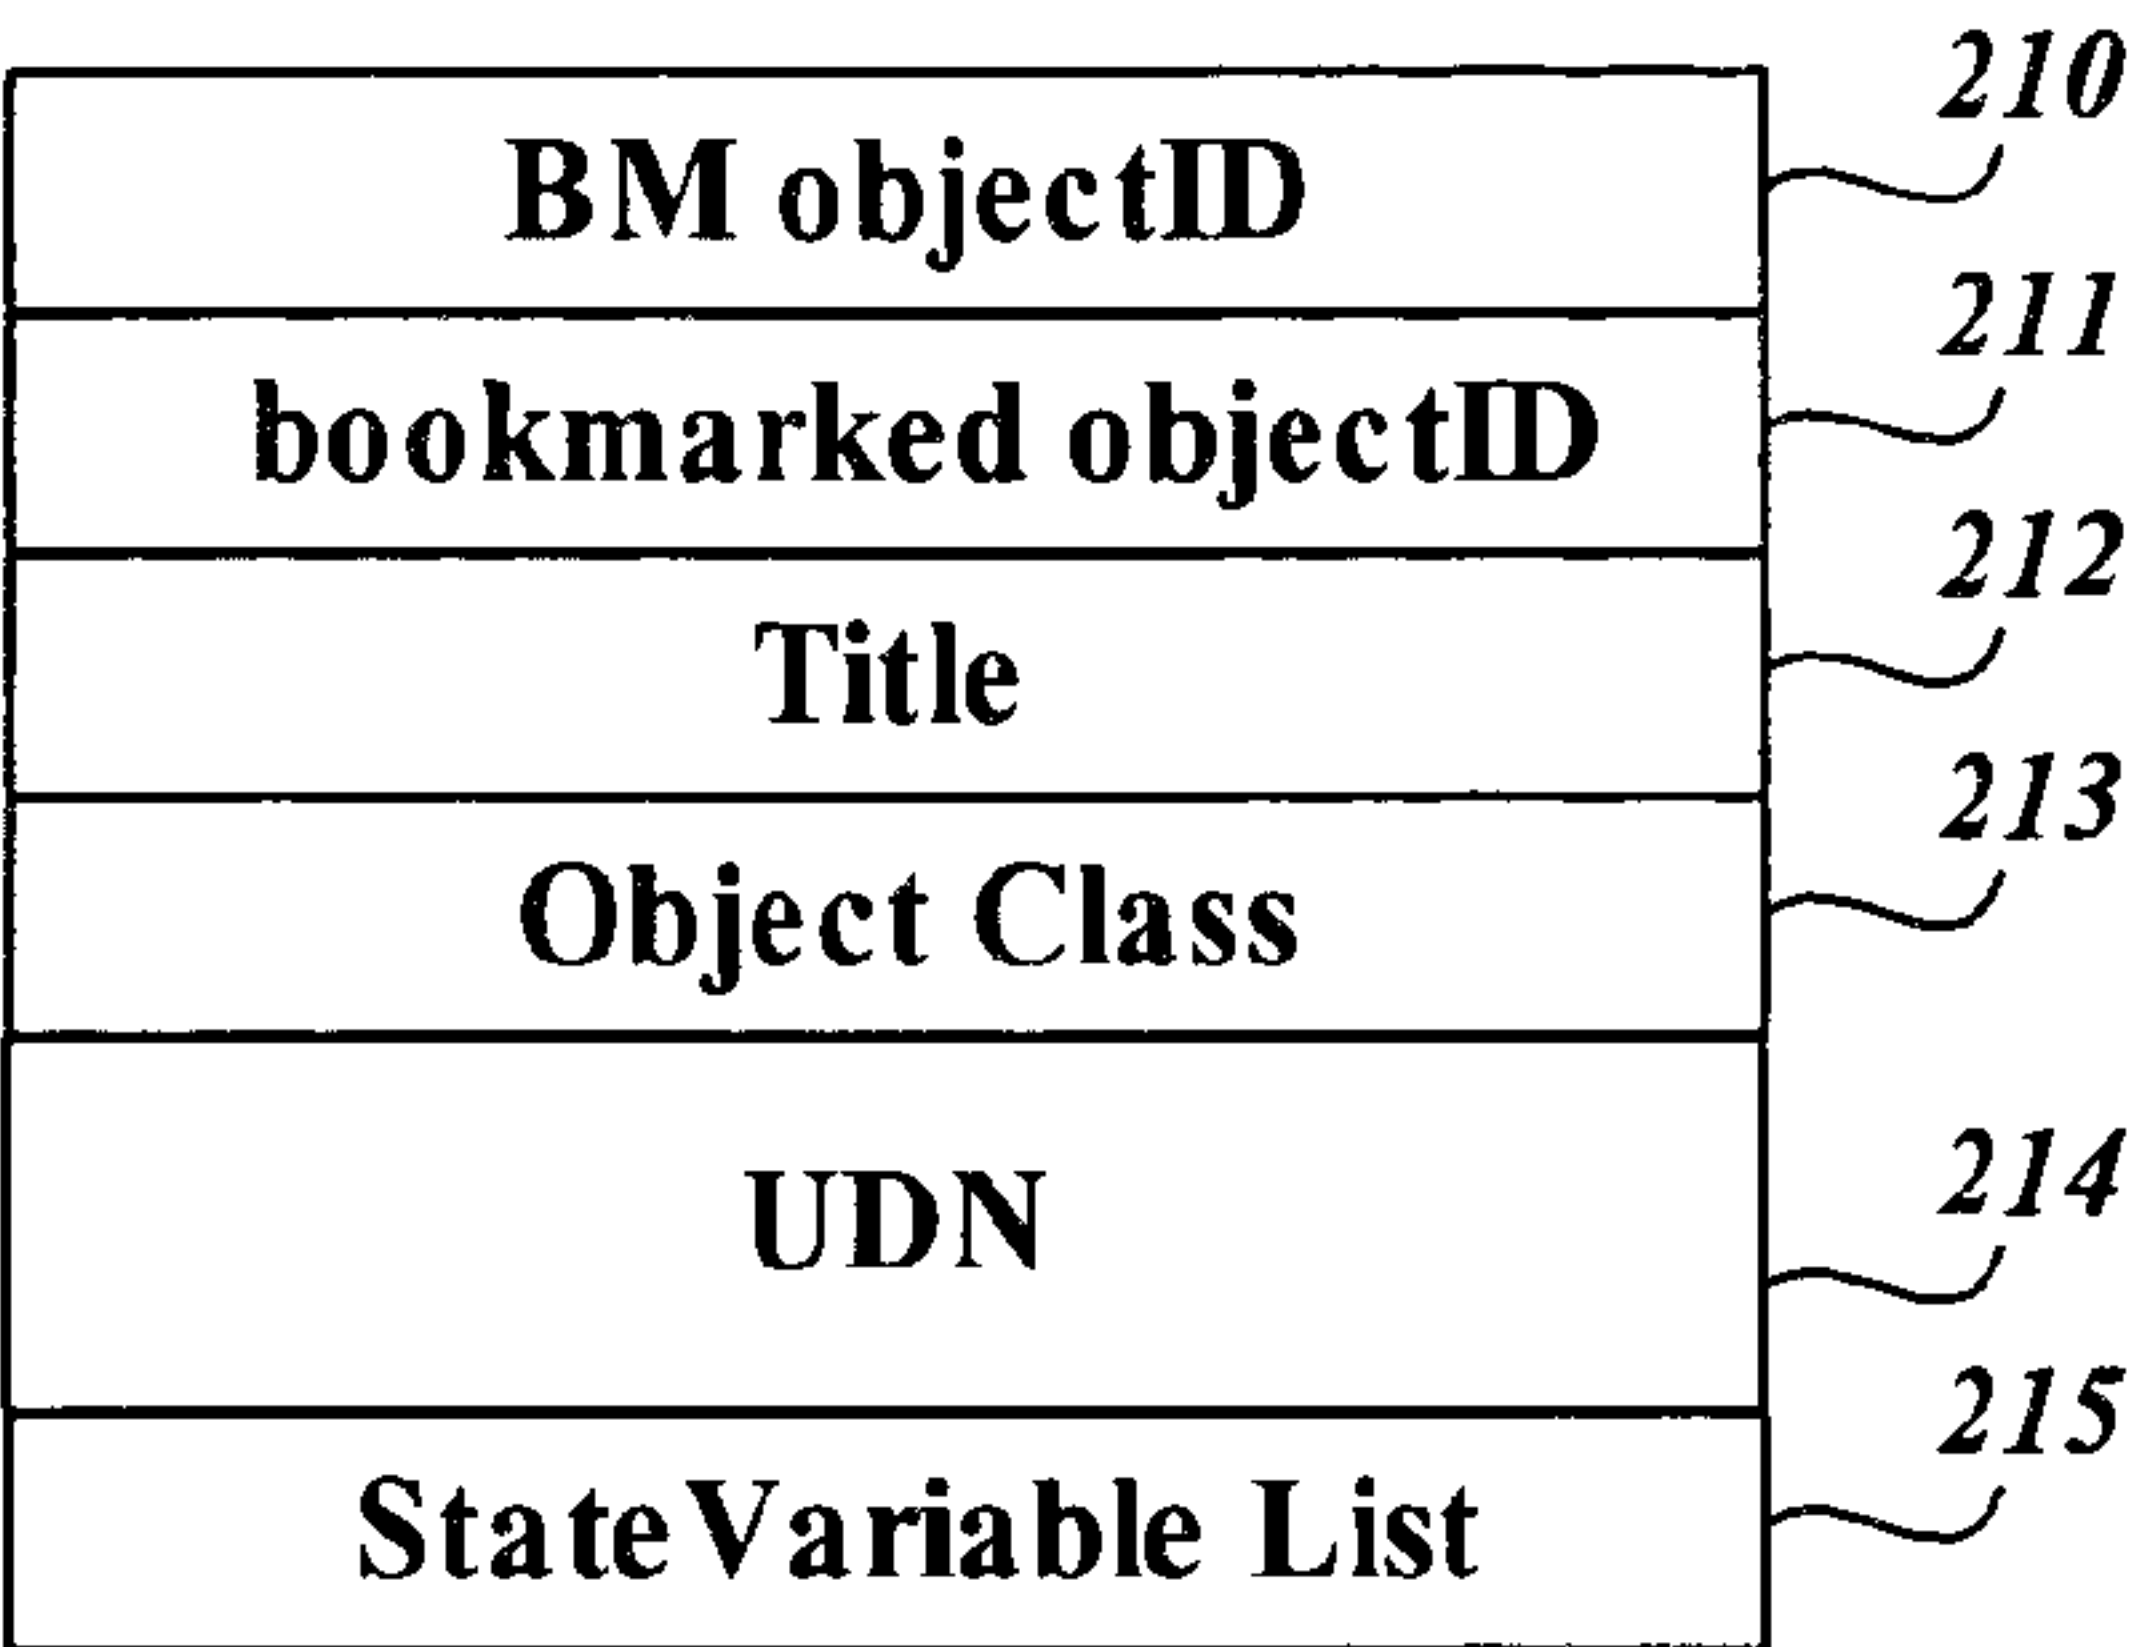 210
BM objectID
211
bookmarked objectID
212
Title
213
Object Class
214
UDN
215
StateVariable List